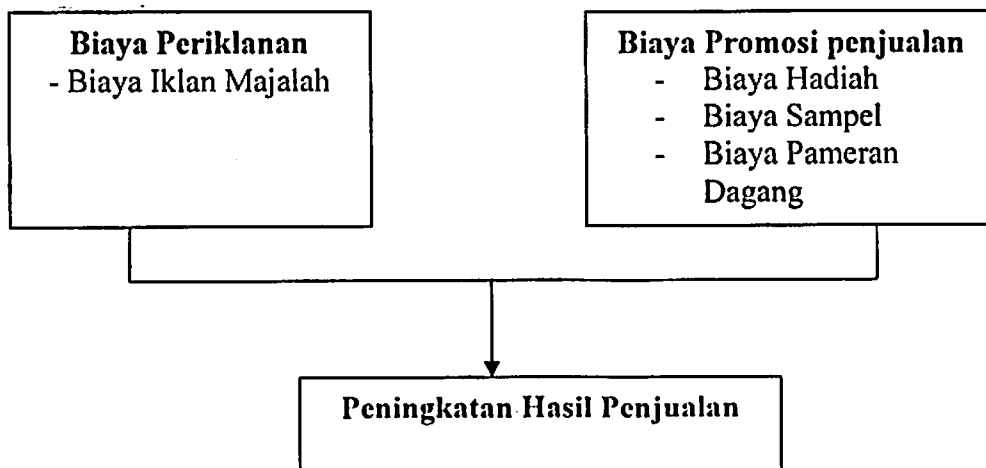 Biaya Periklanan
- Biaya Iklan Majalah
Biaya Promosi penjualan
- Biaya Hadiah
- Biaya Sampel
- Biaya Pameran
Dagang
Peningkatan Hasil Penjualan